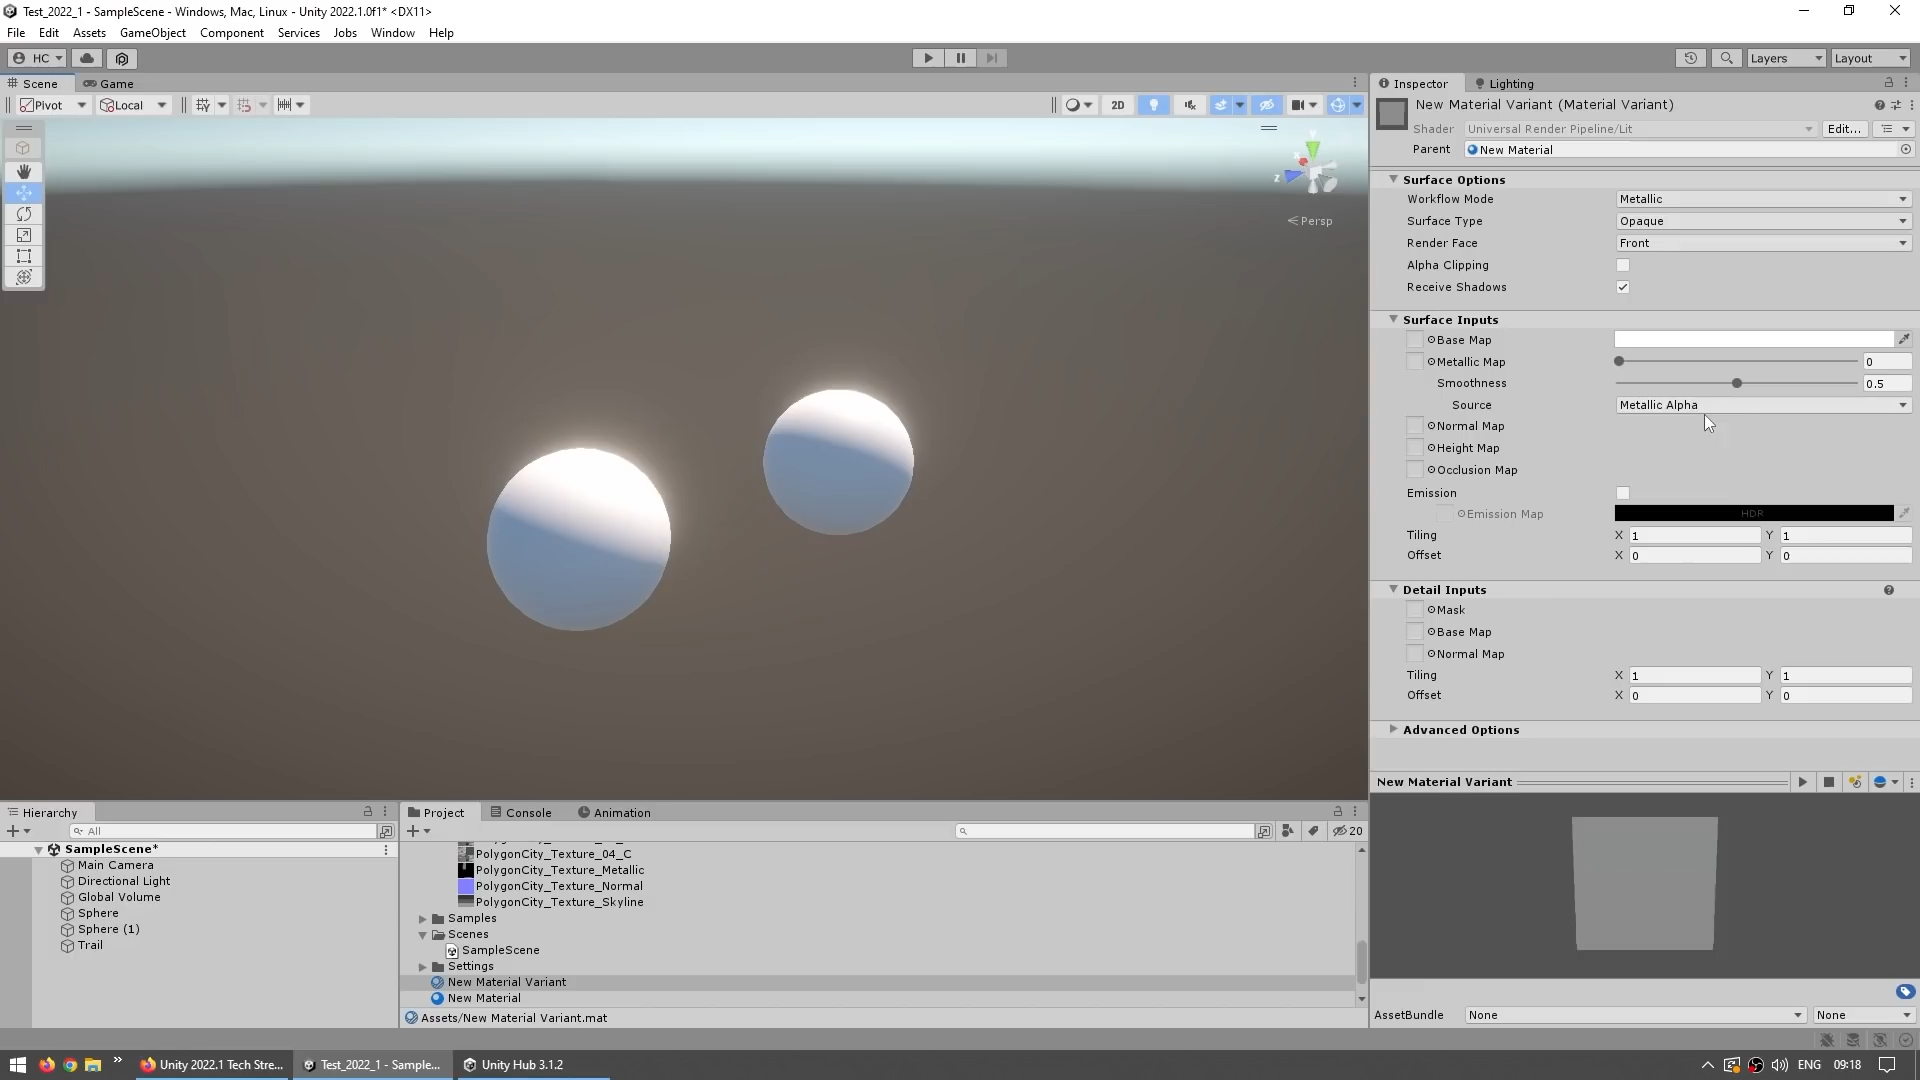 Test_2022_1 - SampleScene - Windows, Mac, Linux - Unity 2022.1.0f1* <DX11>
File Edit Assets GameObject Component Services Jobs Window Help
HC Layers Layout
Scene Game
Pivot Local 2D
Persp
Inspector Lighting
New Material Variant (Material Variant)
Shader Universal Render Pipeline/Lit Edit...
Parent New Material
Surface Options
Workflow Mode Metallic
Surface Type Opaque
Render Face Front
Alpha Clipping
Receive Shadows
Surface Inputs
Base Map
Metallic Map 0
Smoothness 0.5
Source Metallic Alpha
Normal Map
Height Map
Occlusion Map
Emission
Emission Map HDR
Tiling X 1 Y 1
Offset X 0 Y 0
Detail Inputs
Mask
Base Map
Normal Map
Tiling X 1 Y 1
Offset X 0 Y 0
Advanced Options
New Material Variant
AssetBundle None None
Hierarchy
All
SampleScene*
Main Camera
Directional Light
Global Volume
Sphere
Sphere (1)
Trail
Project Console Animation
20
PolygonCity_Texture_04_C
PolygonCity_Texture_Metallic
PolygonCity_Texture_Normal
PolygonCity_Texture_Skyline
Samples
Scenes
SampleScene
Settings
New Material Variant
New Material
Assets/New Material Variant.mat
Unity 2022.1 Tech Stre... Test_2022_1 - Sample... Unity Hub 3.1.2 ENG 09:18